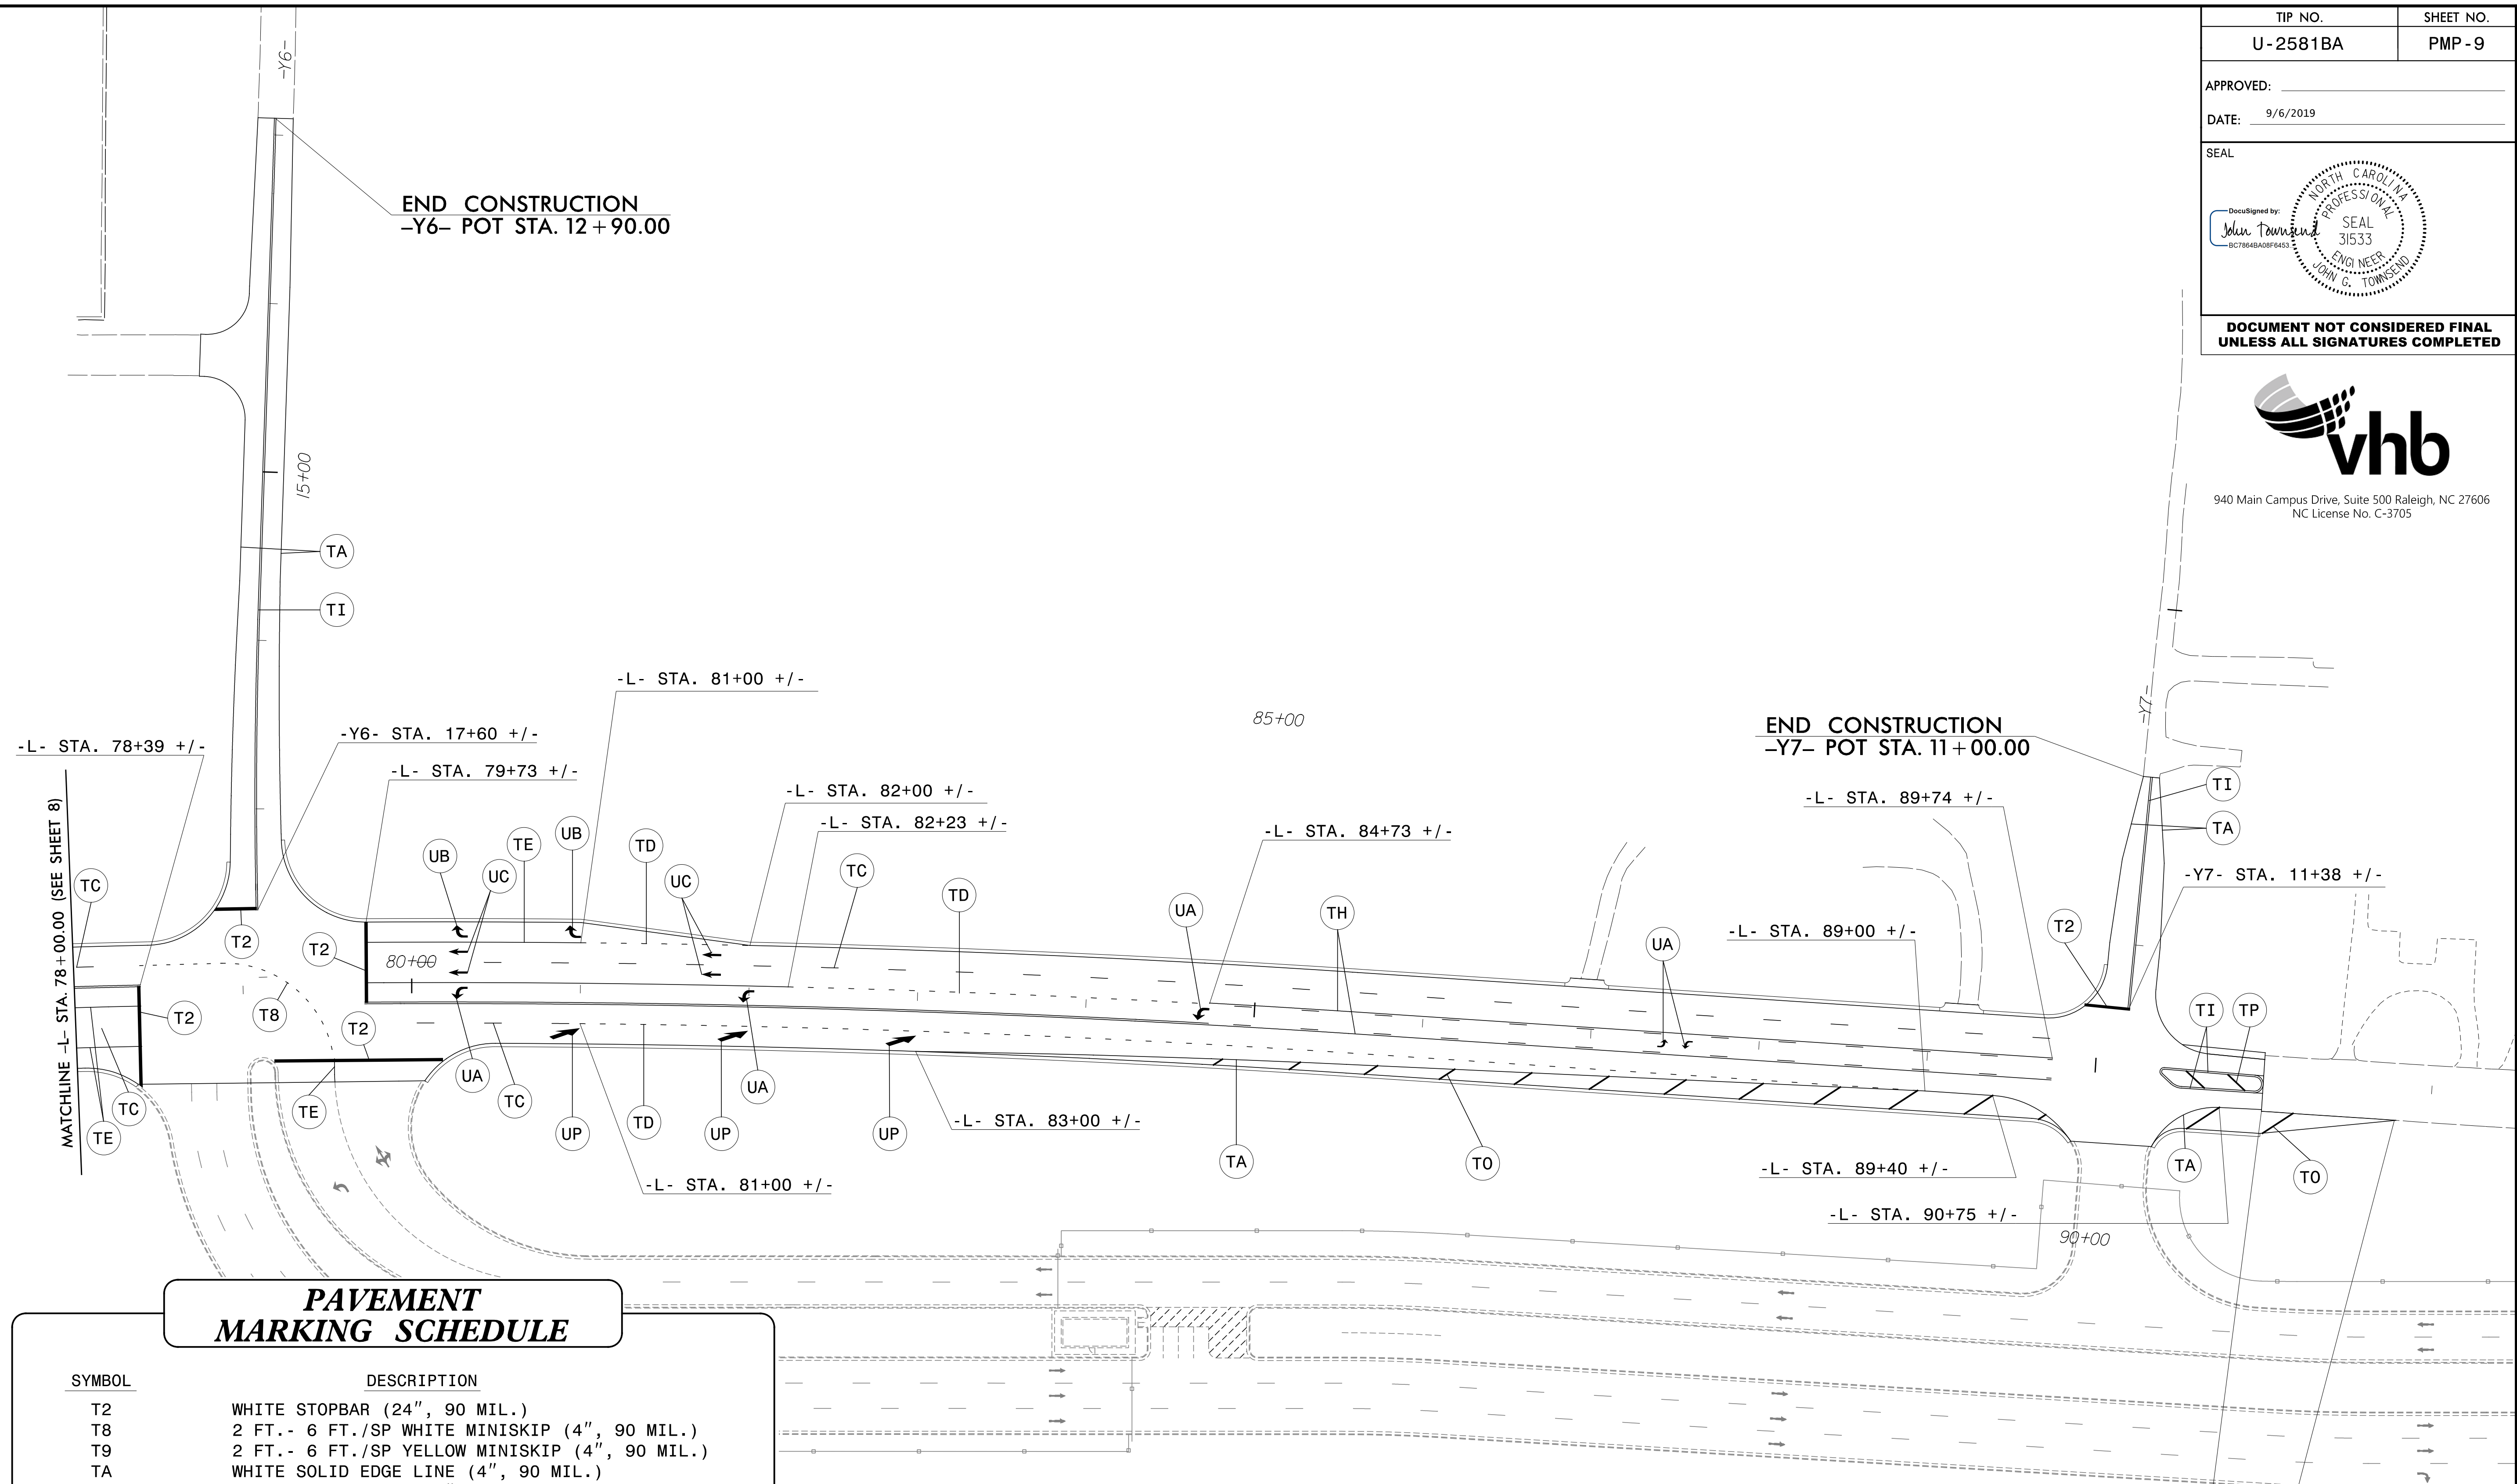 TIP NO.
SHEET NO.
U-2581BA
PMP-9
APPROVED:
DATE: 9/6/2019
SEAL
DocuSigned by:
John Townsend
BC7864BA08F6453...
NORTH CAROLINA
PROFESSIONAL
SEAL
31533
ENGINEER
JOHN G. TOWNSEND
DOCUMENT NOT CONSIDERED FINAL
UNLESS ALL SIGNATURES COMPLETED
vhb
940 Main Campus Drive, Suite 500 Raleigh, NC 27606
NC License No. C-3705
-Y6-
END CONSTRUCTION
-Y6- POT STA. 12+90.00
15+00
TA
TI
-L- STA. 81+00 +/-
85+00
-Y7-
END CONSTRUCTION
-Y7- POT STA. 11+00.00
-L- STA. 78+39 +/-
-Y6- STA. 17+60 +/-
-L- STA. 79+73 +/-
-L- STA. 82+00 +/-
-L- STA. 82+23 +/-
-L- STA. 84+73 +/-
-L- STA. 89+74 +/-
TI
TA
-Y7- STA. 11+38 +/-
-L- STA. 89+00 +/-
MATCHLINE -L- STA. 78+00.00 (SEE SHEET 8)
TC
UB
UC
TE
UB
TD
UC
TC
TD
UA
TH
UA
T2
T2
T2
80+00
T2
T8
T2
TI
TP
TC
TE
TE
UA
TC
UP
TD
UP
UA
UP
-L- STA. 83+00 +/-
TA
TO
-L- STA. 89+40 +/-
TA
TO
-L- STA. 81+00 +/-
-L- STA. 90+75 +/-
90+00
PAVEMENT
MARKING SCHEDULE
SYMBOL DESCRIPTION
T2 WHITE STOPBAR (24", 90 MIL.)
T8 2 FT.- 6 FT./SP WHITE MINISKIP (4", 90 MIL.)
T9 2 FT.- 6 FT./SP YELLOW MINISKIP (4", 90 MIL.)
TA WHITE SOLID EDGE LINE (4", 90 MIL.)